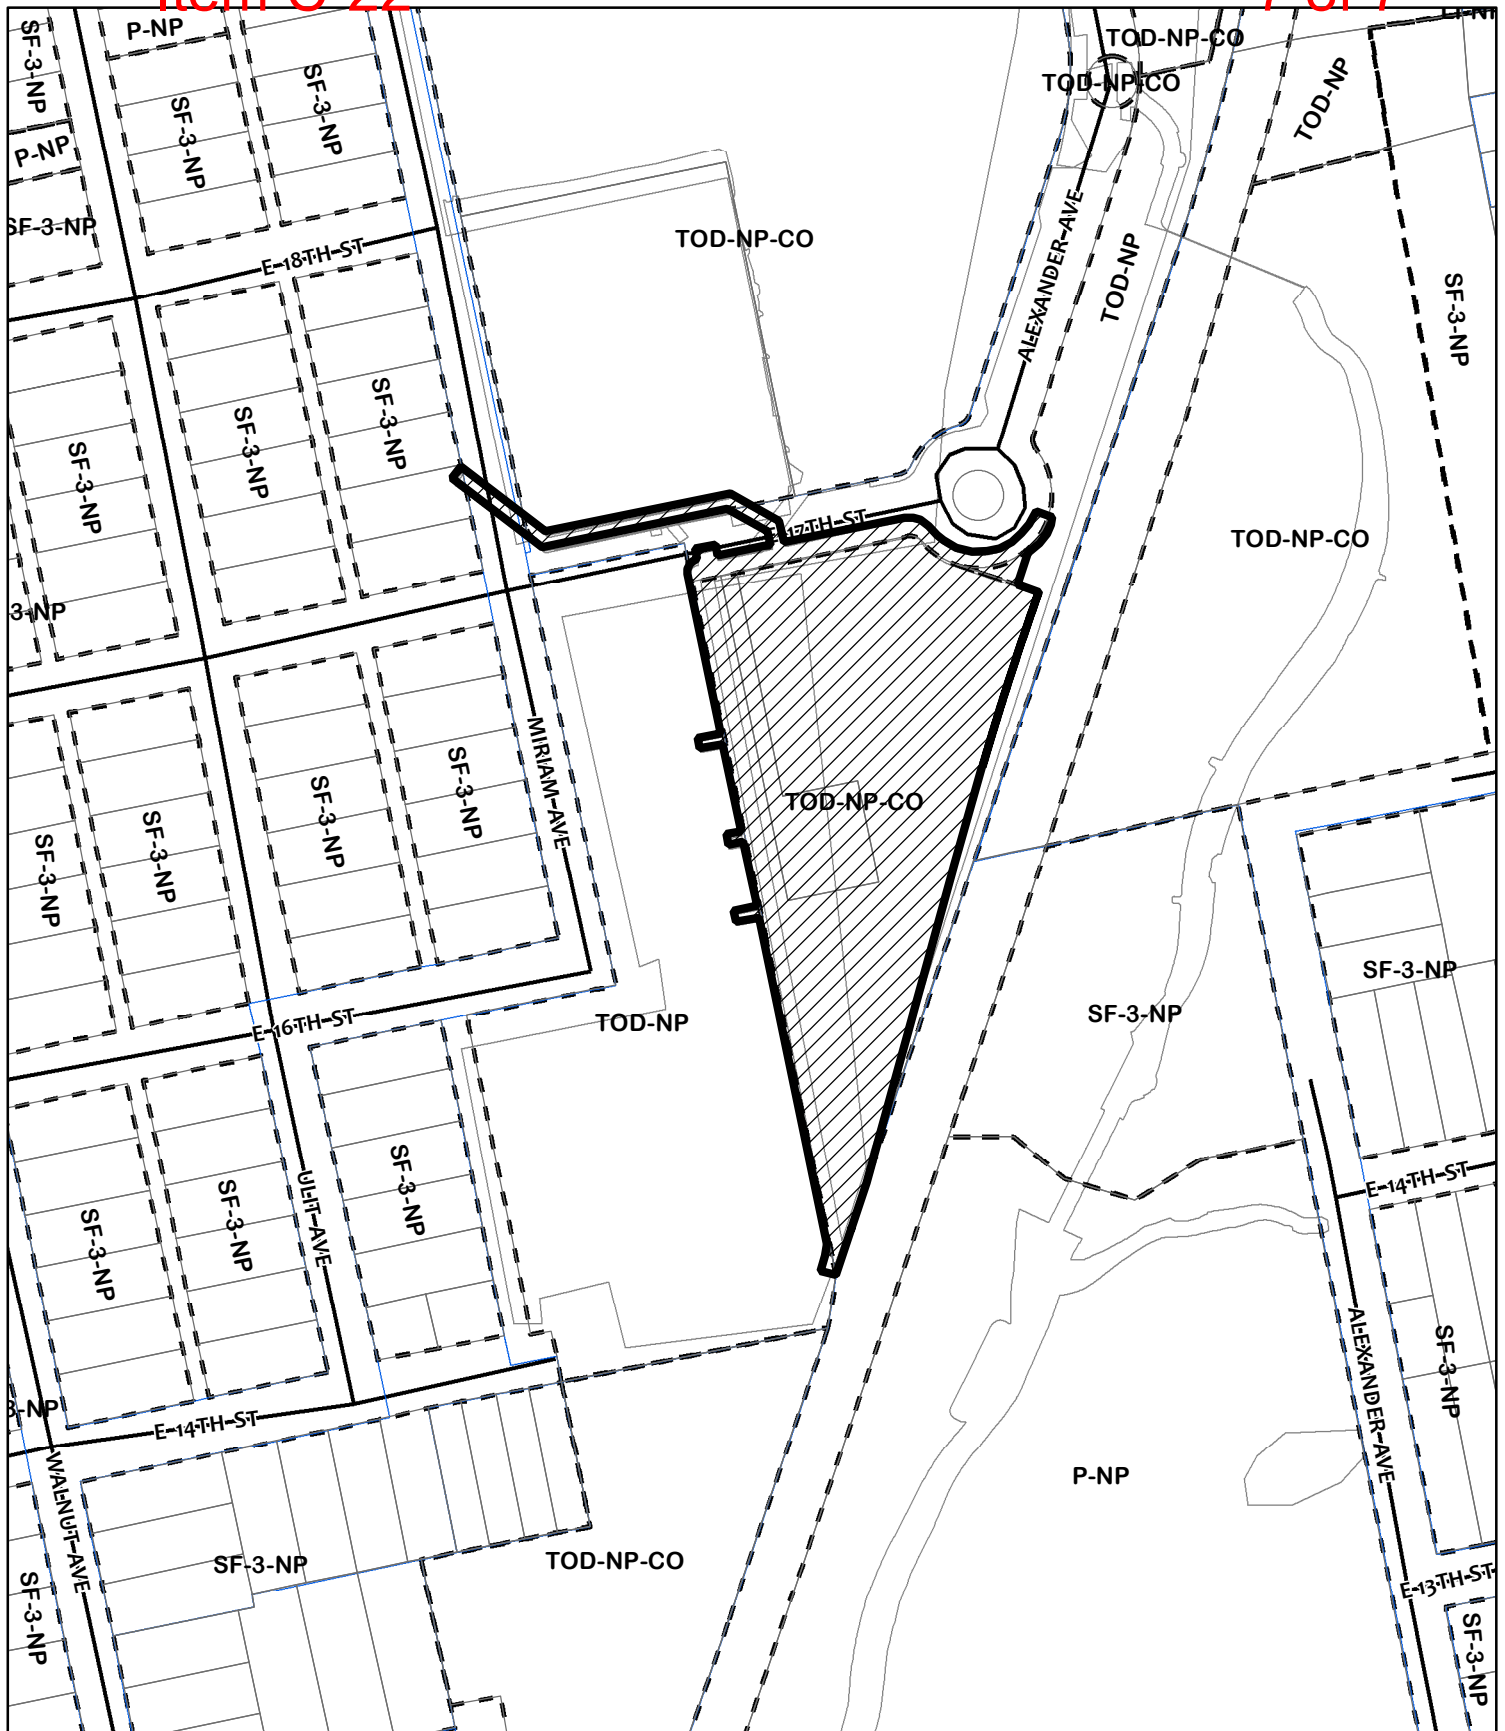 Item C-22
7 of 7
P-NP
SF-3-NP
SF-3-NP
SF-3-NP
P-NP
SF-3-NP
TOD-NP-CO
TOD-NP-CO
TOD-NP
TOD-NP-CO
ALEXANDER AVE
TOD-NP
SF-3-NP
E 18TH ST
SF-3-NP
SF-3-NP
SF-3-NP
E 17TH ST
TOD-NP-CO
3-NP
MIRIAM AVE
SF-3-NP
SF-3-NP
SF-3-NP
SF-3-NP
TOD-NP-CO
SF-3-NP
SF-3-NP
E 16TH ST
TOD-NP
ULIT AVE
SF-3-NP
SF-3-NP
SF-3-NP
E 14TH ST
ALEXANDER AVE
SF-3-NP
3-NP
E 14TH ST
WALNUT AVE
P-NP
SF-3-NP
TOD-NP-CO
SF-3-NP
E 13TH ST
SF-3-NP